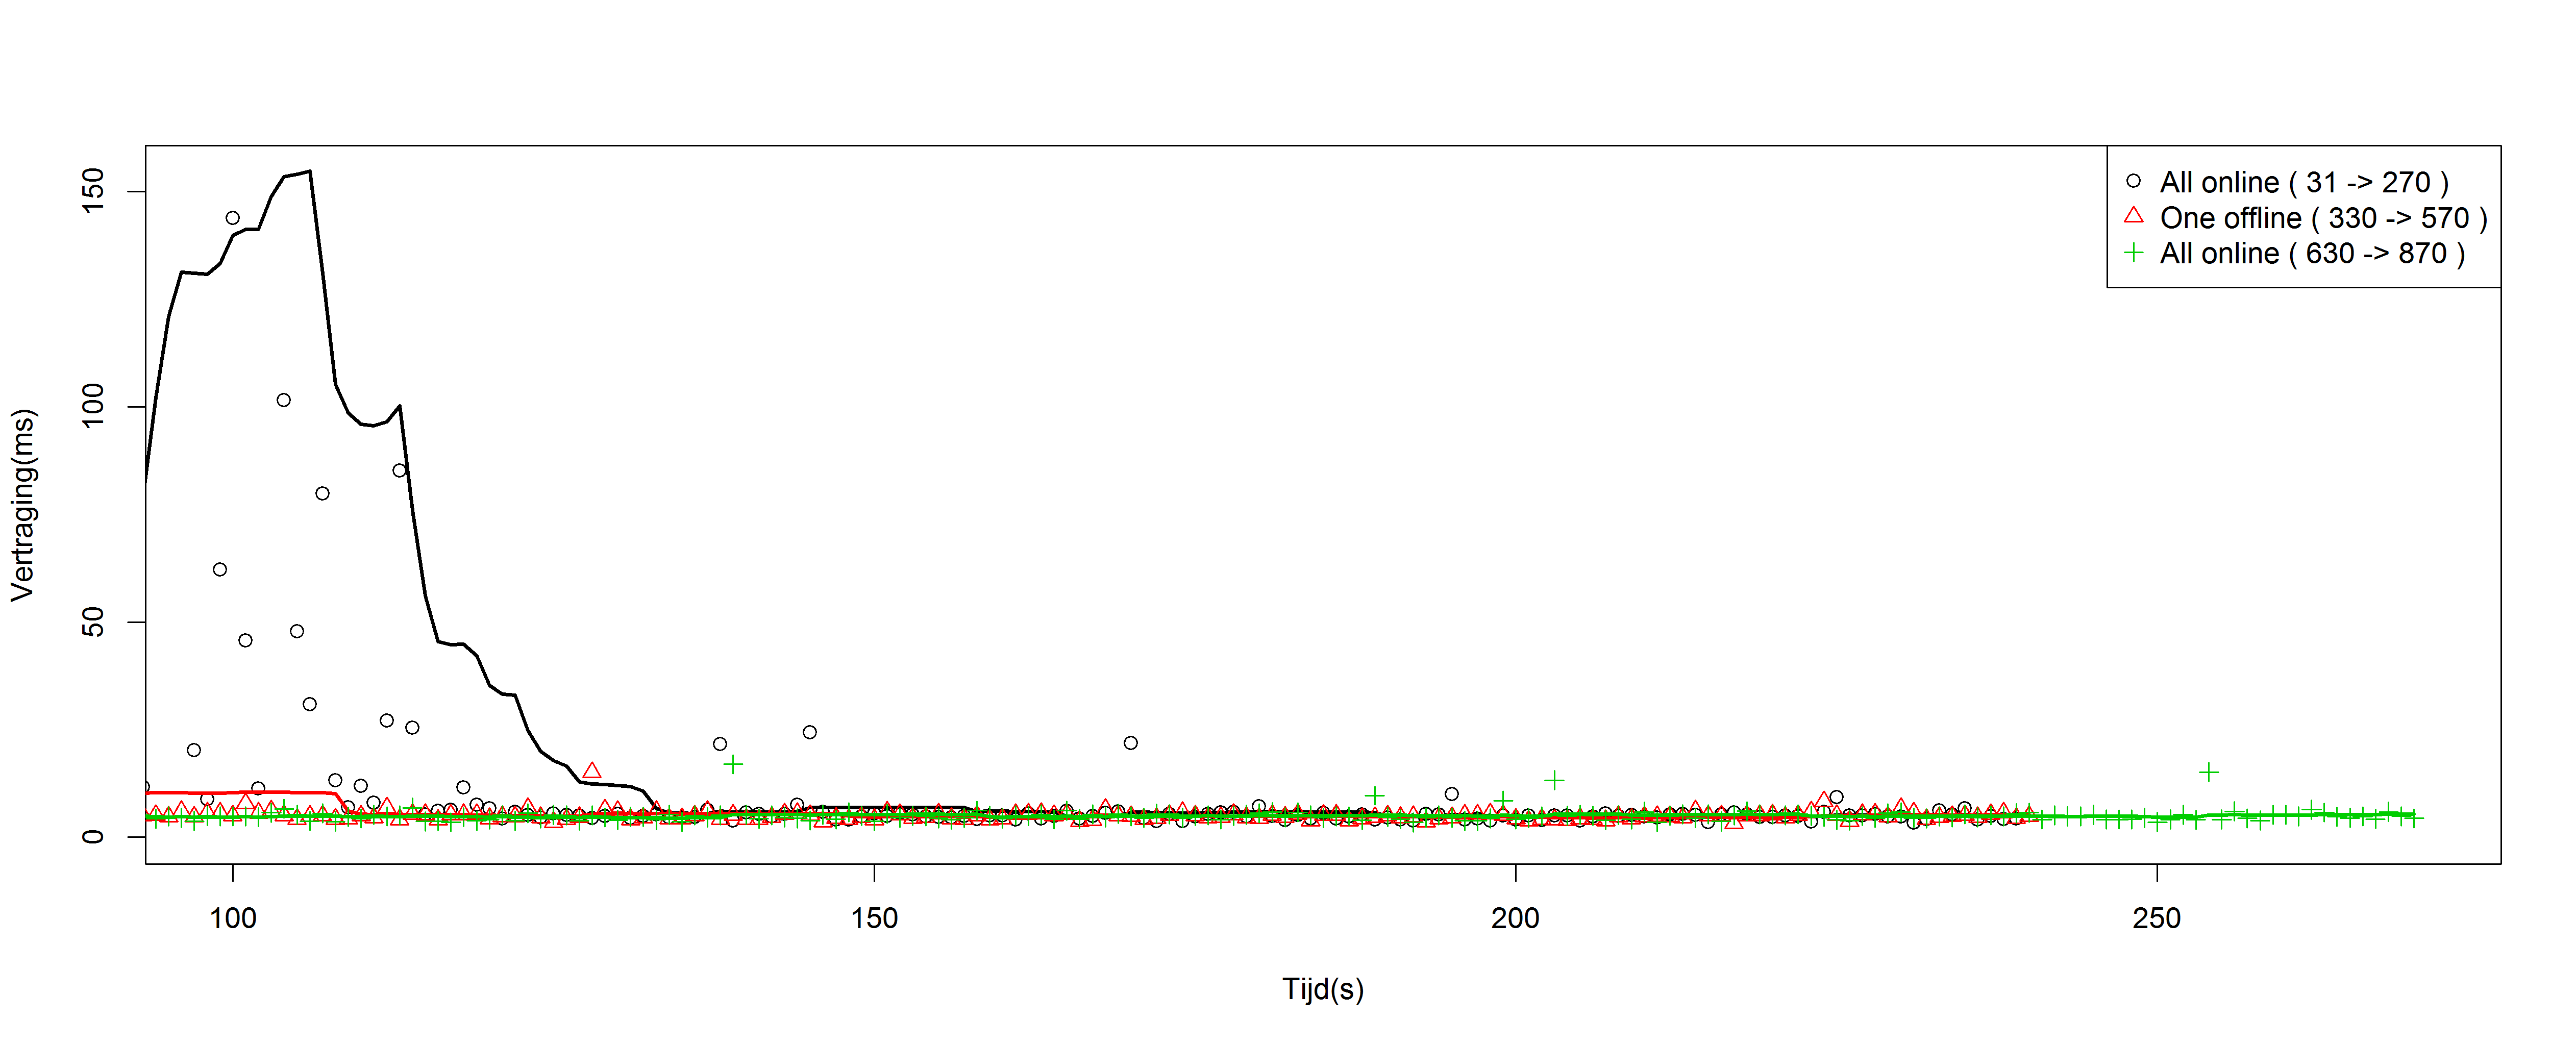 All online ( 31 -> 270 )
One offline ( 330 -> 570 )
All online ( 630 -> 870 )
Vertraging(ms)
150
100
50
0
100
150
200
250
Tijd(s)